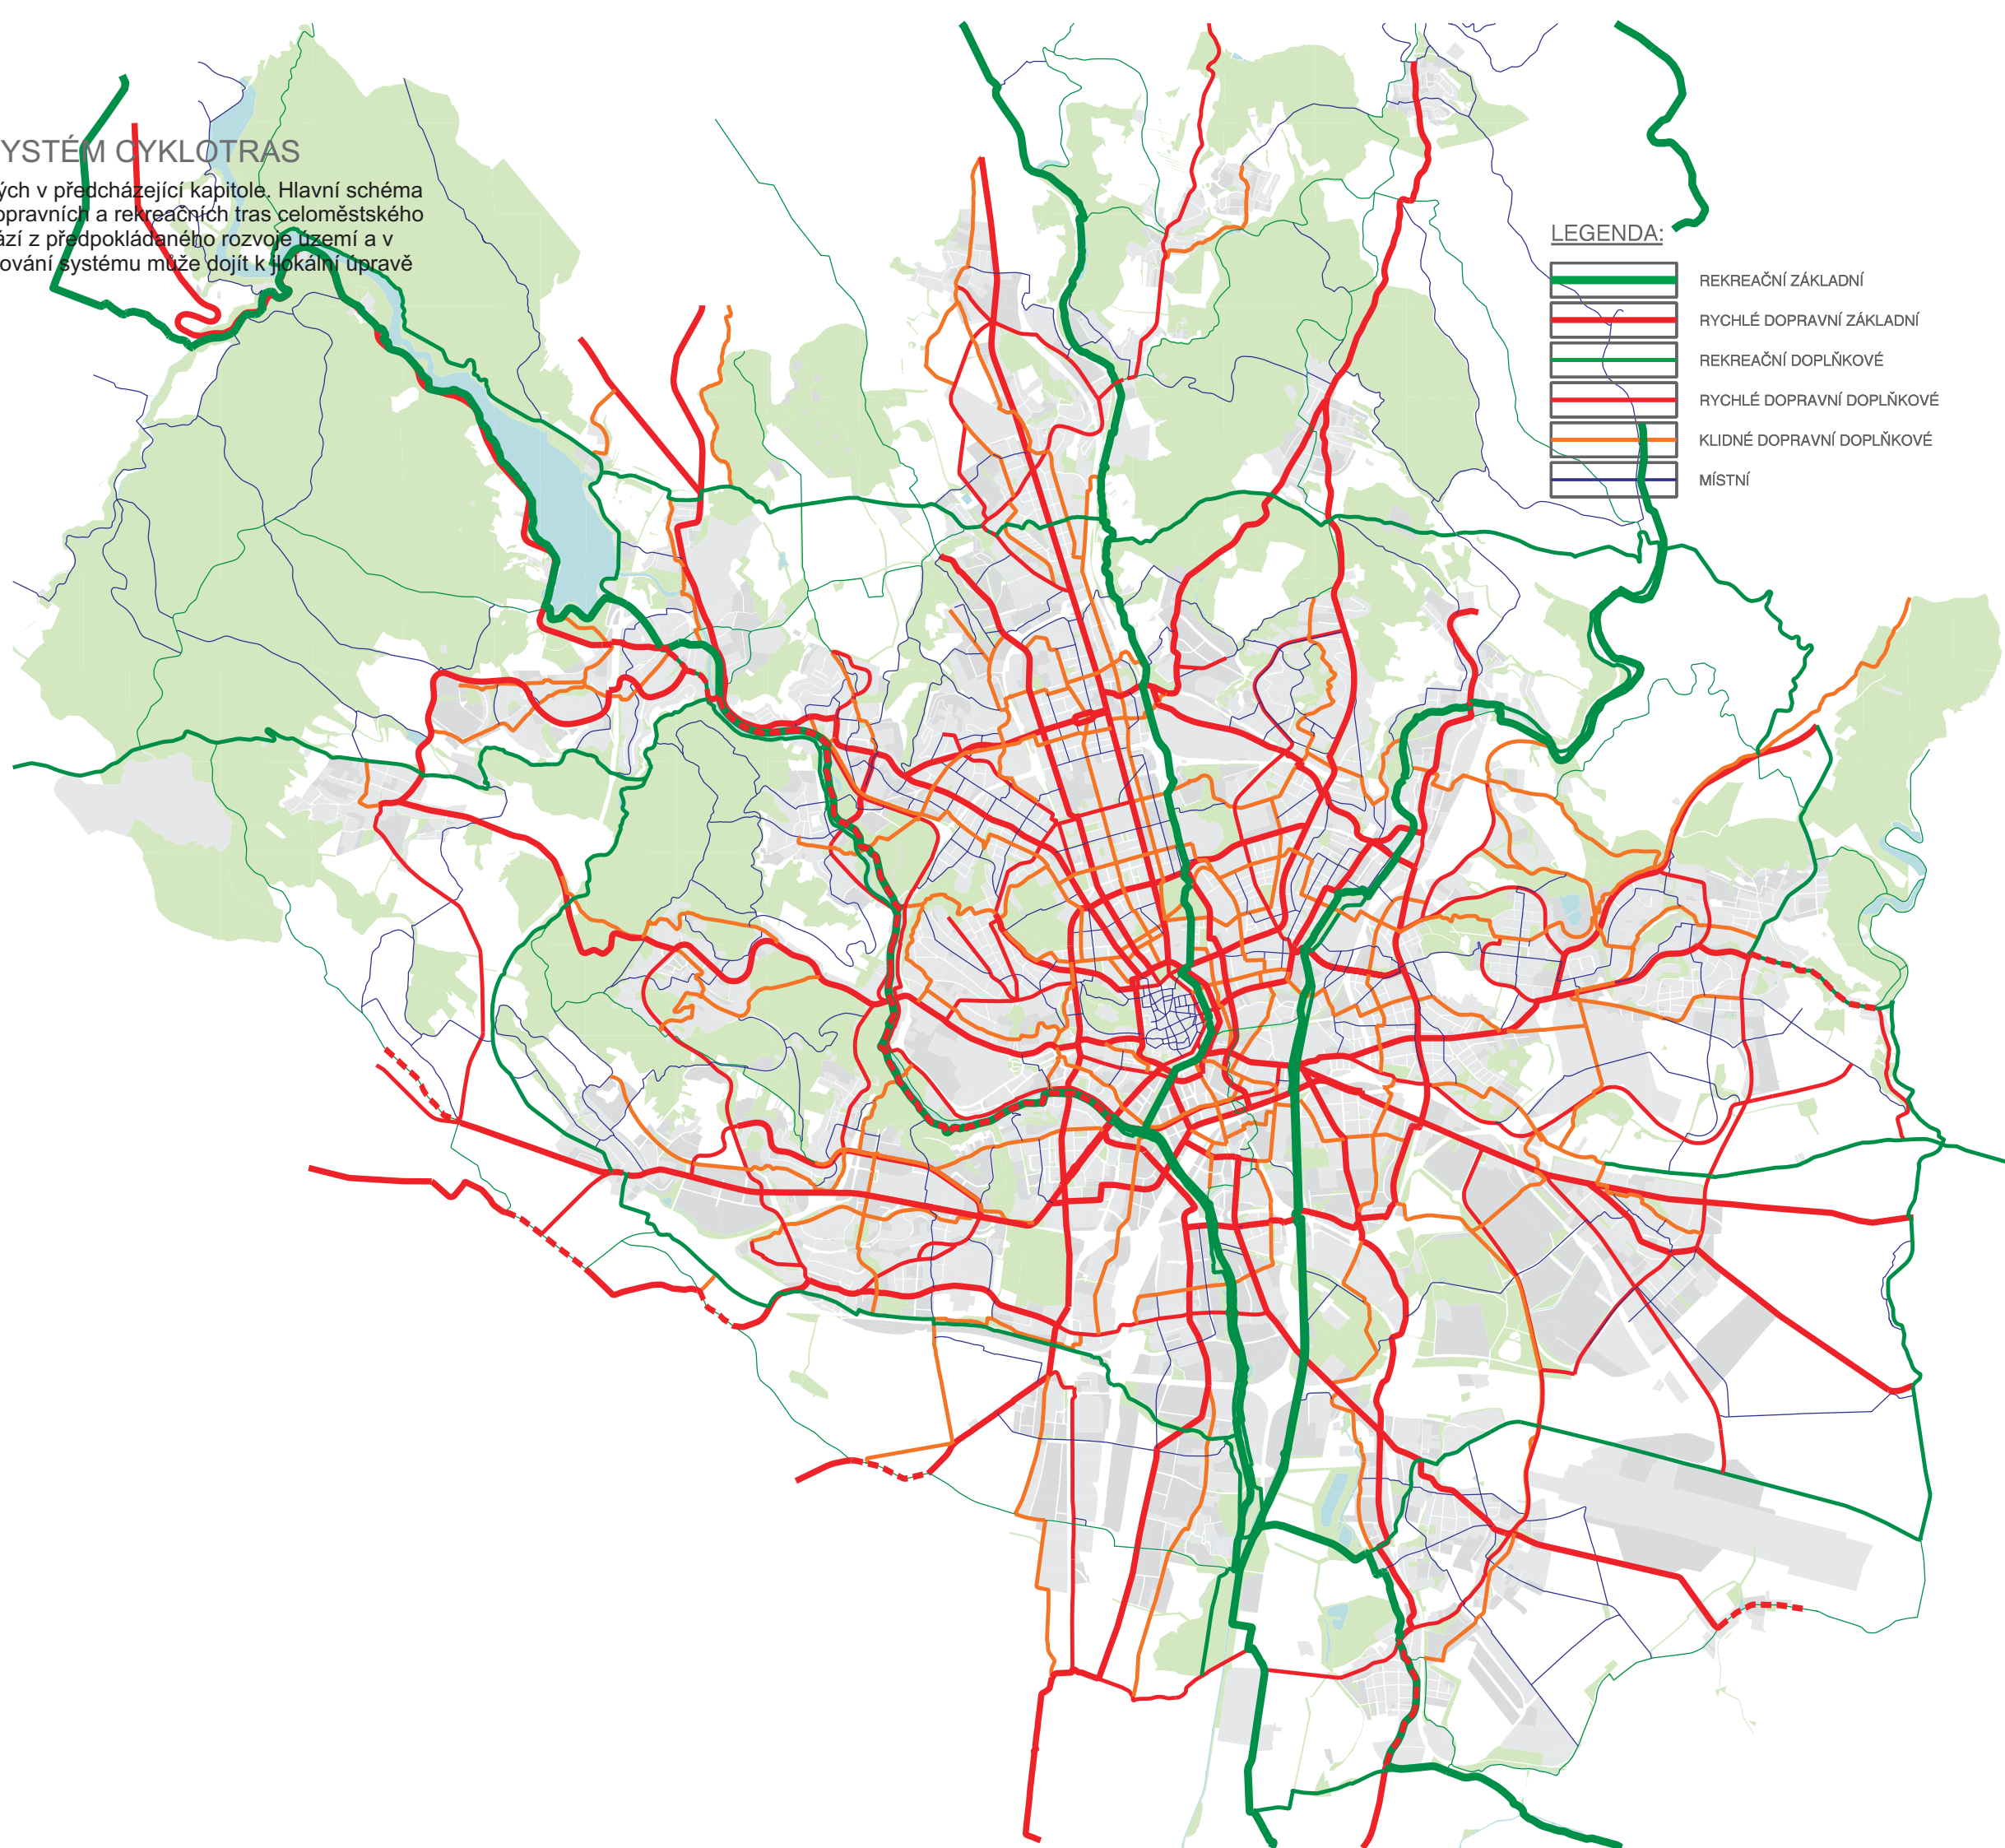 YSTÉM CYKLOTRAS
ých v předcházející kapitole. Hlavní schéma
opravních a rekreačních tras celoměstského
ází z předpokládaného rozvoje území a v
ování systému může dojít k jlokální úpravě
LEGENDA:
REKREAČNÍ ZÁKLADNÍ
RYCHLÉ DOPRAVNÍ ZÁKLADNÍ
REKREAČNÍ DOPLŇKOVÉ
RYCHLÉ DOPRAVNÍ DOPLŇKOVÉ
KLIDNÉ DOPRAVNÍ DOPLŇKOVÉ
MÍSTNÍ